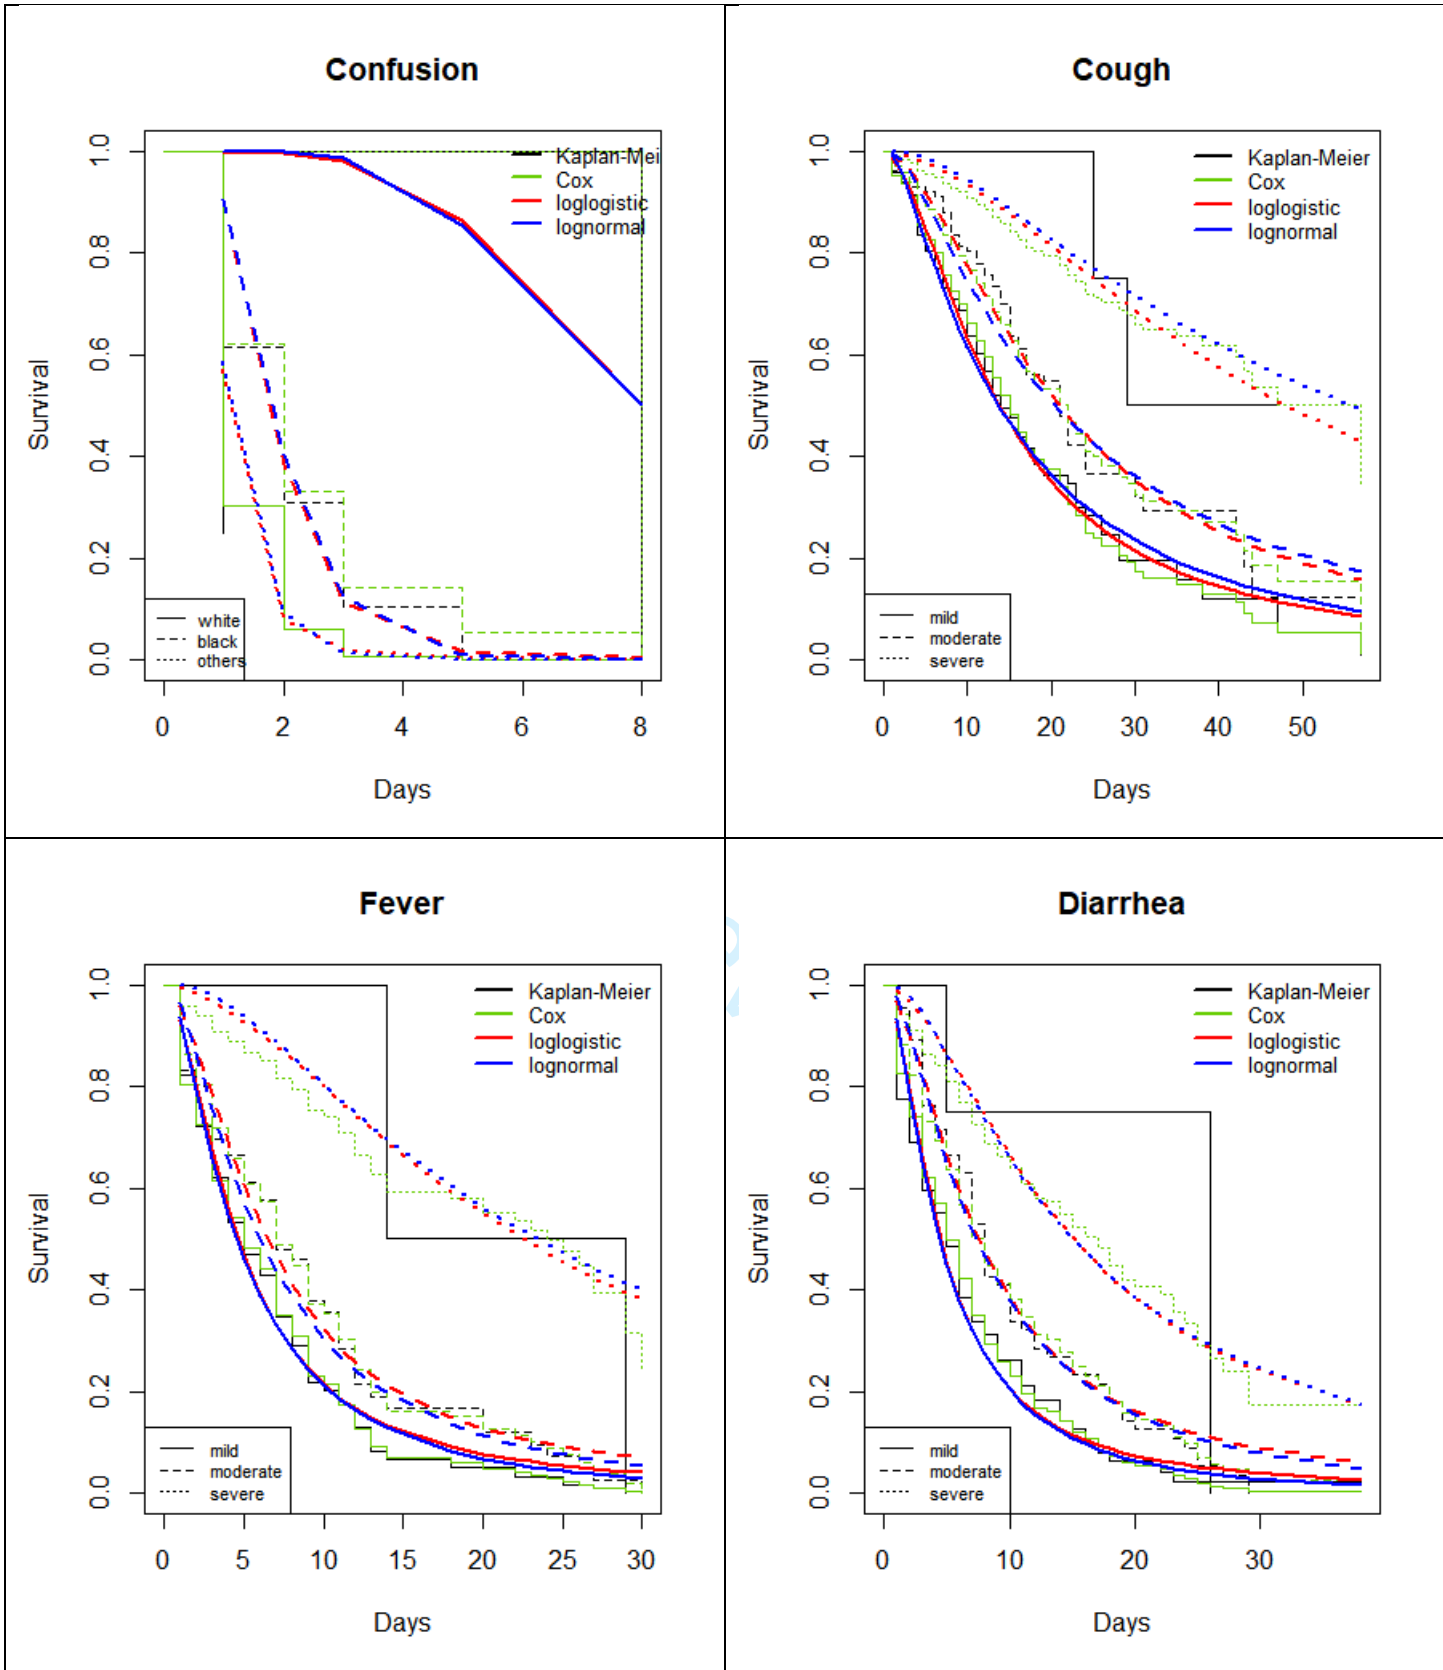 Confusion
1.0
0.8
0.6
0.4
0.2
0.0
Survival
Kaplan-Mei
Cox
loglogistic
lognormal
white
black
others
0 2 4 6 8
Days
Cough
1.0
0.8
0.6
0.4
0.2
0.0
Survival
Kaplan-Meier
Cox
loglogistic
lognormal
mild
moderate
severe
0 10 20 30 40 50
Days
Fever
1.0
0.8
0.6
0.4
0.2
0.0
Survival
Kaplan-Meier
Cox
loglogistic
lognormal
mild
moderate
severe
0 5 10 15 20 25 30
Days
Diarrhea
1.0
0.8
0.6
0.4
0.2
0.0
Survival
Kaplan-Meier
Cox
loglogistic
lognormal
mild
moderate
severe
0 10 20 30
Days